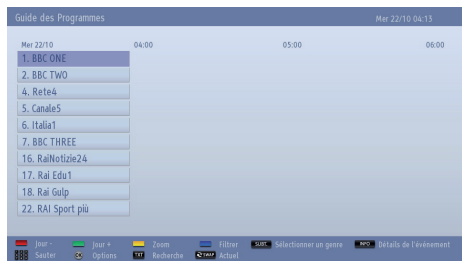 Guide des Programmes Mer 22/10 04:13
Mer 22/10 04:00 05:00 06:00
1. BBC ONE
2. BBC TWO
4. Rete4
5. Canale5
6. Italia1
7. BBC THREE
16. RaiNotizie24
17. Rai Edu1
18. Rai Gulp
22. RAI Sport più
Jour - Jour + Zoom Filtrer SUBT. Sélectionner un genre INFO Détails de l'événement
Sauter OK Options TXT Recherche SWAP Actuel